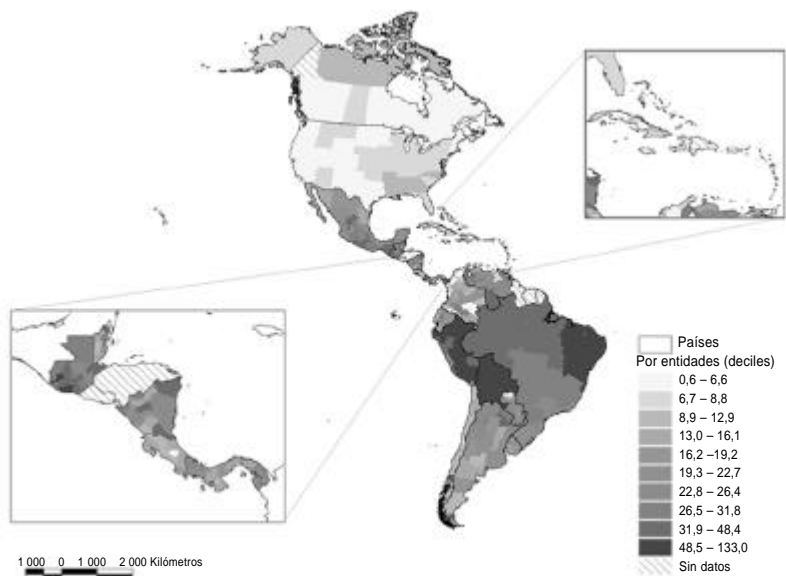 Países
Por entidades (deciles)
0,6 – 6,6
6,7 – 8,8
8,9 – 12,9
13,0 – 16,1
16,2 –19,2
19,3 – 22,7
22,8 – 26,4
26,5 – 31,8
31,9 – 48,4
48,5 – 133,0
Sin datos
1 000 0 1 000 2 000 Kilómetros